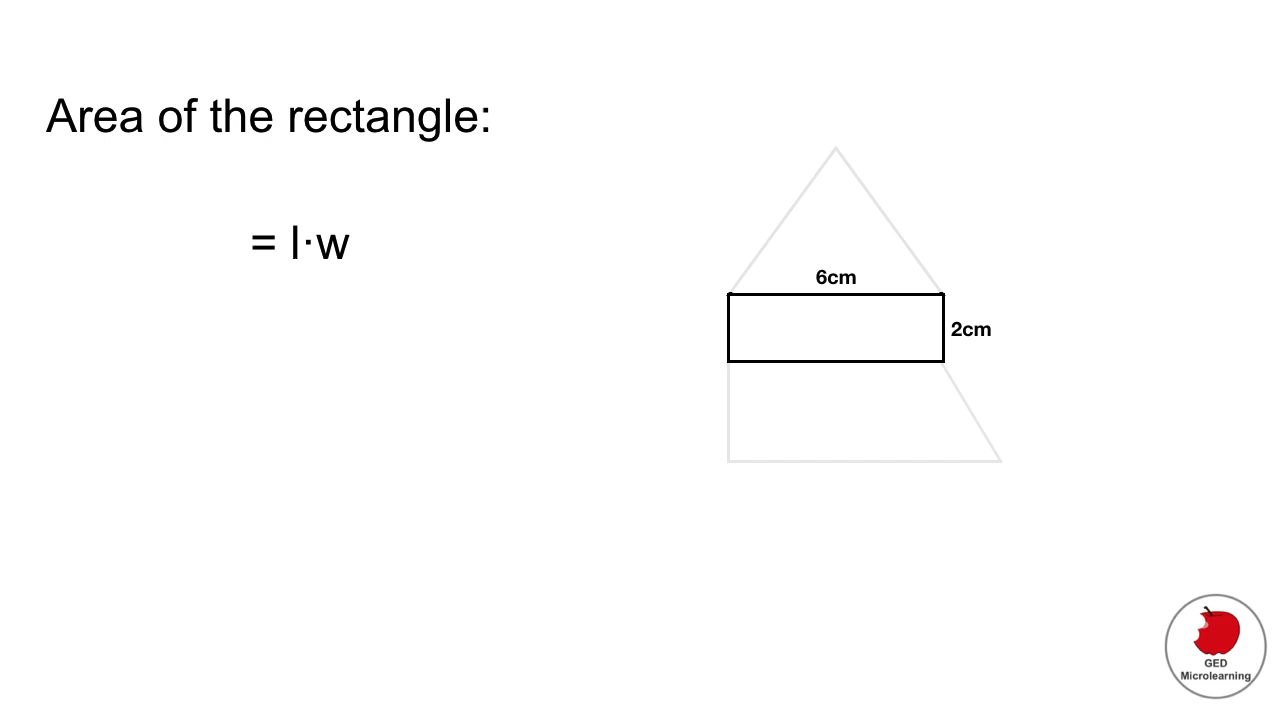 Area of the rectangle:
= l·w
6cm
2cm
GED
Microlearning